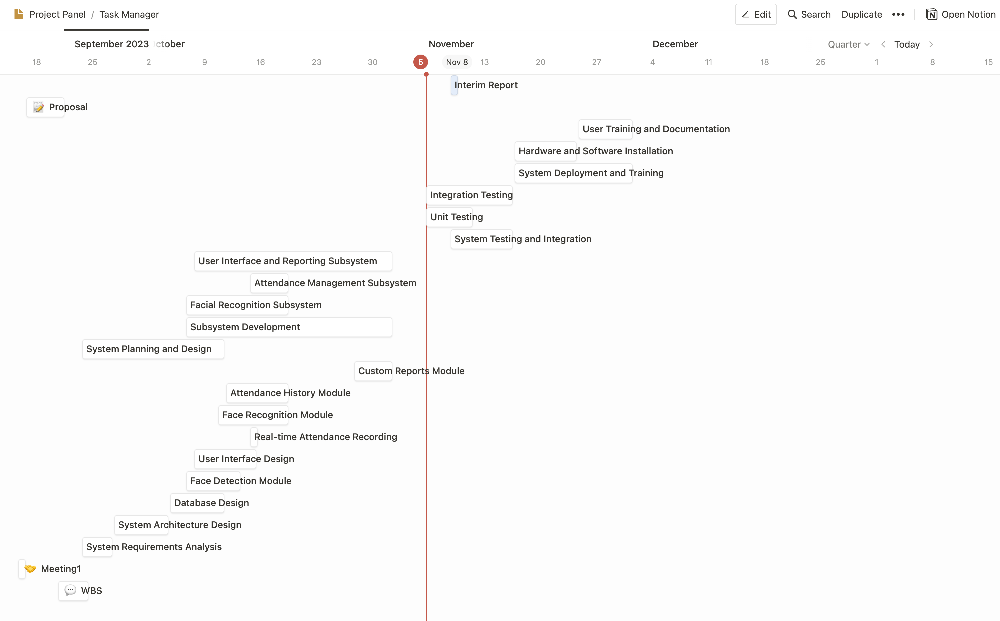 Project Panel / Task Manager
Edit Search Duplicate ••• Open Notion
September 2023 ctober November December Quarter Today
18 25 2 9 16 23 30 5 Nov 8 13 20 27 4 11 18 25 1 8 15
Interim Report
Proposal
User Training and Documentation
Hardware and Software Installation
System Deployment and Training
Integration Testing
Unit Testing
System Testing and Integration
User Interface and Reporting Subsystem
Attendance Management Subsystem
Facial Recognition Subsystem
Subsystem Development
System Planning and Design
Custom Reports Module
Attendance History Module
Face Recognition Module
Real-time Attendance Recording
User Interface Design
Face Detection Module
Database Design
System Architecture Design
System Requirements Analysis
Meeting1
WBS